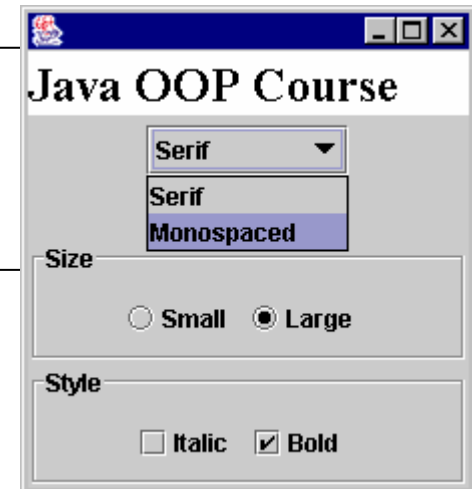 Java OOP Course
Serif
Serif
Monospaced
Size
Small Large
Style
Italic Bold